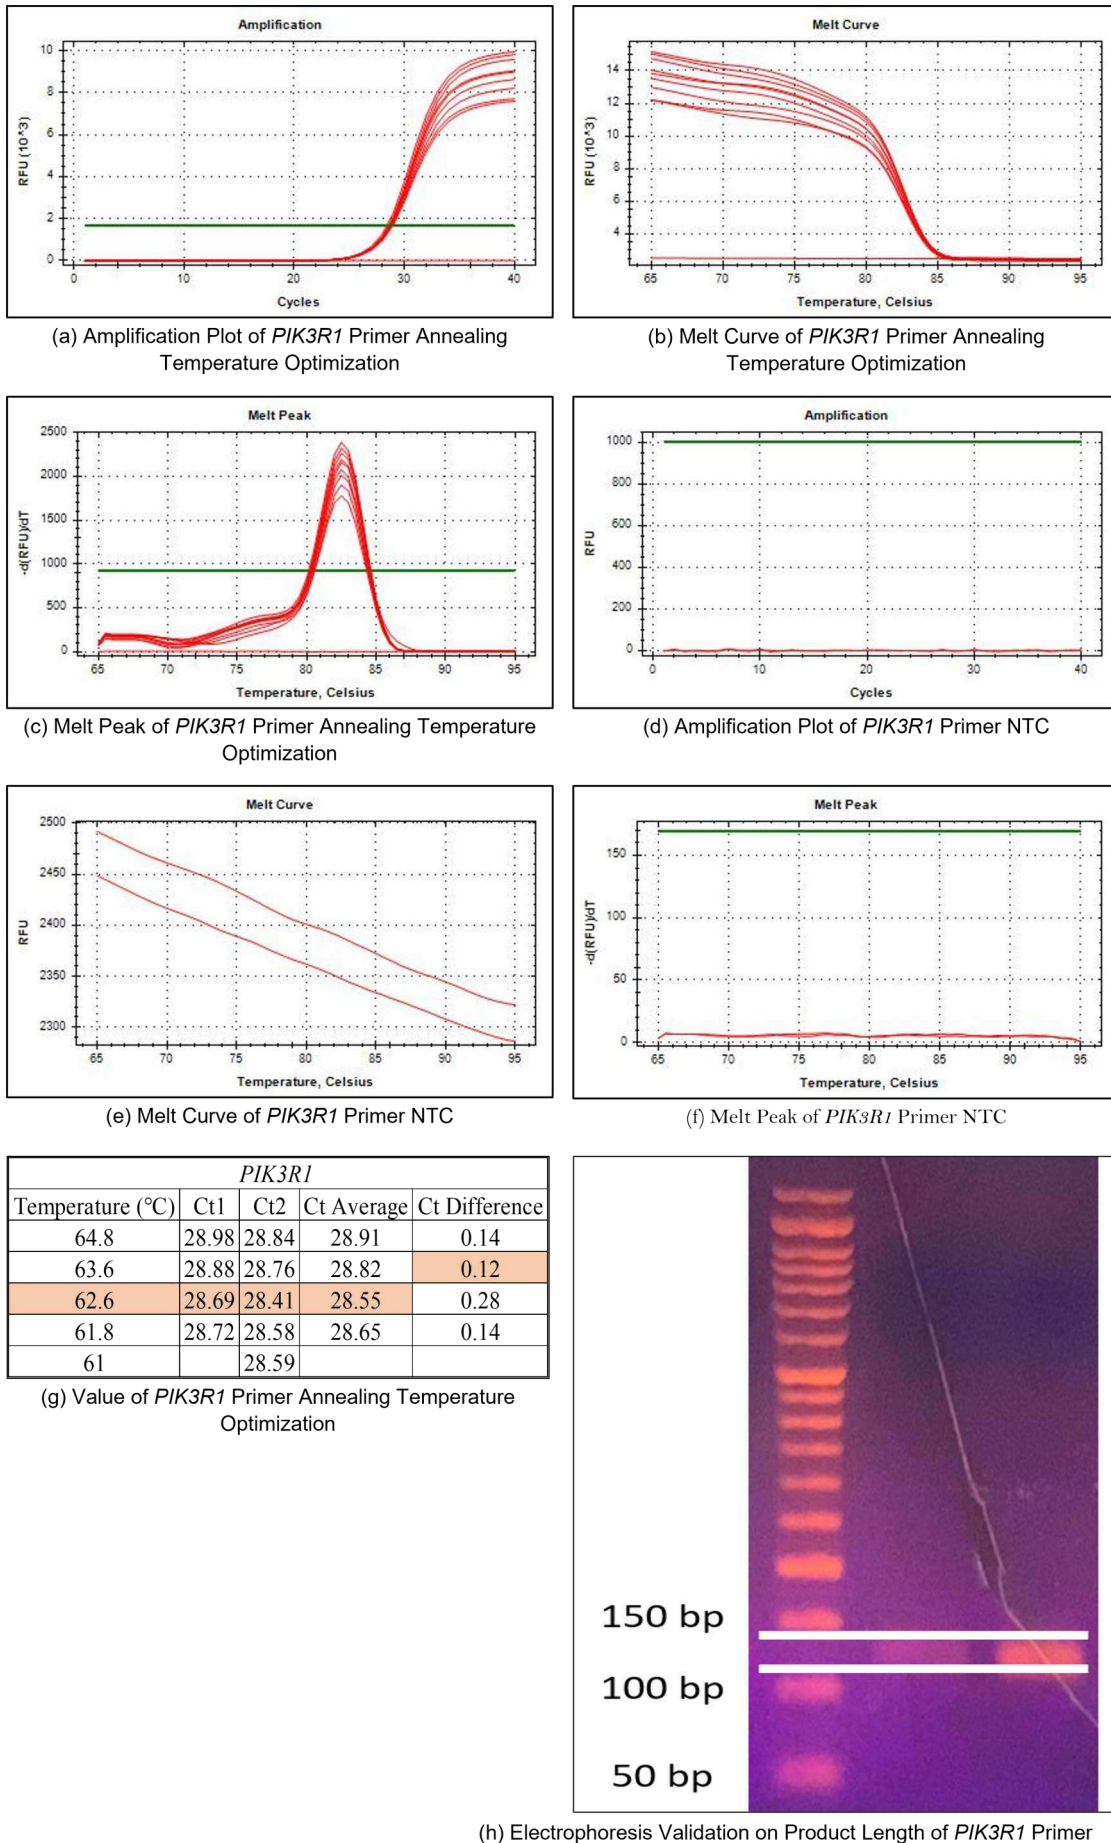 Amplification
RFU (10^3)
10
8
6
4
2
0
0 10 20 30 40
Cycles
(a) Amplification Plot of PIK3R1 Primer Annealing
Temperature Optimization
Melt Curve
RFU (10^3)
14
12
10
8
6
4
65 70 75 80 85 90 95
Temperature, Celsius
(b) Melt Curve of PIK3R1 Primer Annealing
Temperature Optimization
Melt Peak
-d(RFU)/dT
2500
2000
1500
1000
500
0
65 70 75 80 85 90 95
Temperature, Celsius
(c) Melt Peak of PIK3R1 Primer Annealing Temperature
Optimization
Amplification
RFU
1000
800
600
400
200
0
0 10 20 30 40
Cycles
(d) Amplification Plot of PIK3R1 Primer NTC
Melt Curve
RFU
2500
2450
2400
2350
2300
65 70 75 80 85 90 95
Temperature, Celsius
(e) Melt Curve of PIK3R1 Primer NTC
Melt Peak
-d(RFU)/dT
150
100
50
0
65 70 75 80 85 90 95
Temperature, Celsius
(f) Melt Peak of PIK3R1 Primer NTC
PIK3R1
Temperature (°C) Ct1 Ct2 Ct Average Ct Difference
64.8 28.98 28.84 28.91 0.14
63.6 28.88 28.76 28.82 0.12
62.6 28.69 28.41 28.55 0.28
61.8 28.72 28.58 28.65 0.14
61 28.59
(g) Value of PIK3R1 Primer Annealing Temperature
Optimization
150 bp
100 bp
50 bp
(h) Electrophoresis Validation on Product Length of PIK3R1 Primer